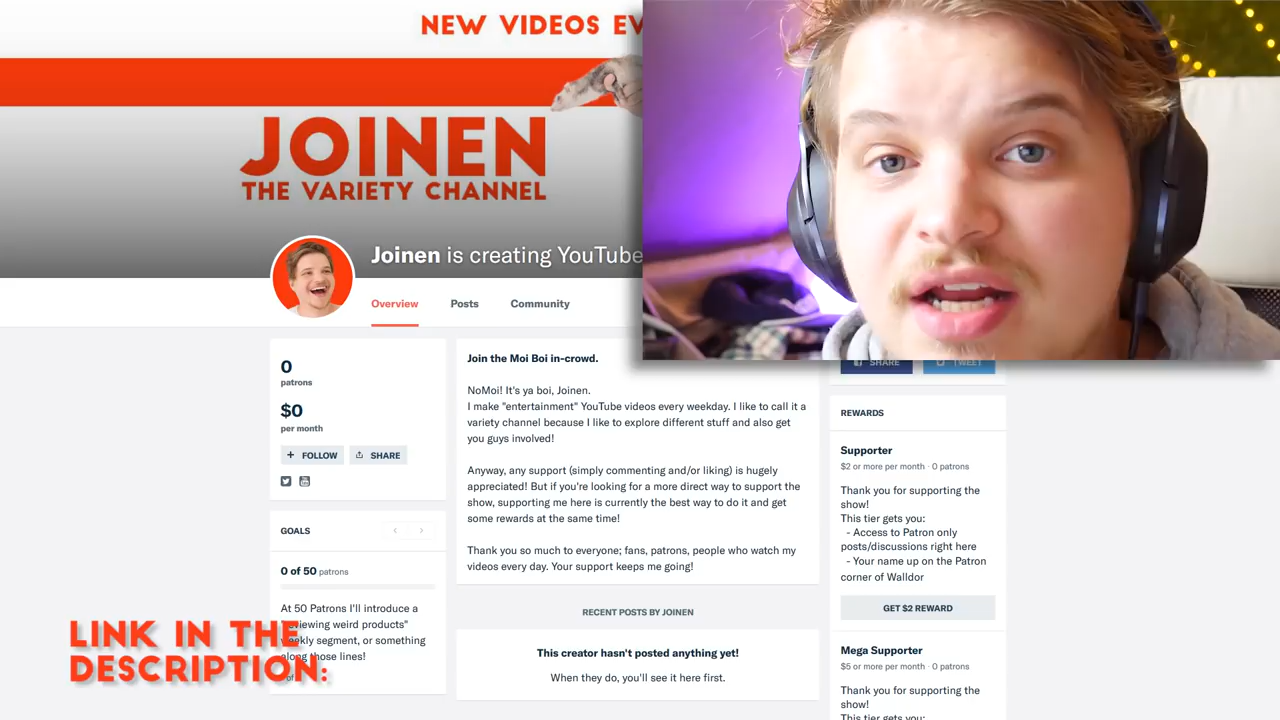 NEW VIDEOS EV
JOINEN
THE VARIETY CHANNEL
Joinen is creating YouTube
Overview
Posts
Community
0
patrons
$0
per month
+ FOLLOW
SHARE
GOALS
0 of 50 patrons
At 50 Patrons I'll introduce a
"reviewing weird products"
weekly segment, or something
along those lines!
LINK IN THE
DESCRIPTION:
Join the Moi Boi in-crowd.
NoMoi! It's ya boi, Joinen.
I make "entertainment" YouTube videos every weekday. I like to call it a
variety channel because I like to explore different stuff and also get
you guys involved!
Anyway, any support (simply commenting and/or liking) is hugely
appreciated! But if you're looking for a more direct way to support the
show, supporting me here is currently the best way to do it and get
some rewards at the same time!
Thank you so much to everyone; fans, patrons, people who watch my
videos every day. Your support keeps me going!
RECENT POSTS BY JOINEN
This creator hasn't posted anything yet!
When they do, you'll see it here first.
SHARE
TWEET
REWARDS
Supporter
$2 or more per month · 0 patrons
Thank you for supporting the
show!
This tier gets you:
- Access to Patron only
posts/discussions right here
- Your name up on the Patron
corner of Walldor
GET $2 REWARD
Mega Supporter
$5 or more per month · 0 patrons
Thank you for supporting the
show!
This tier gets you: